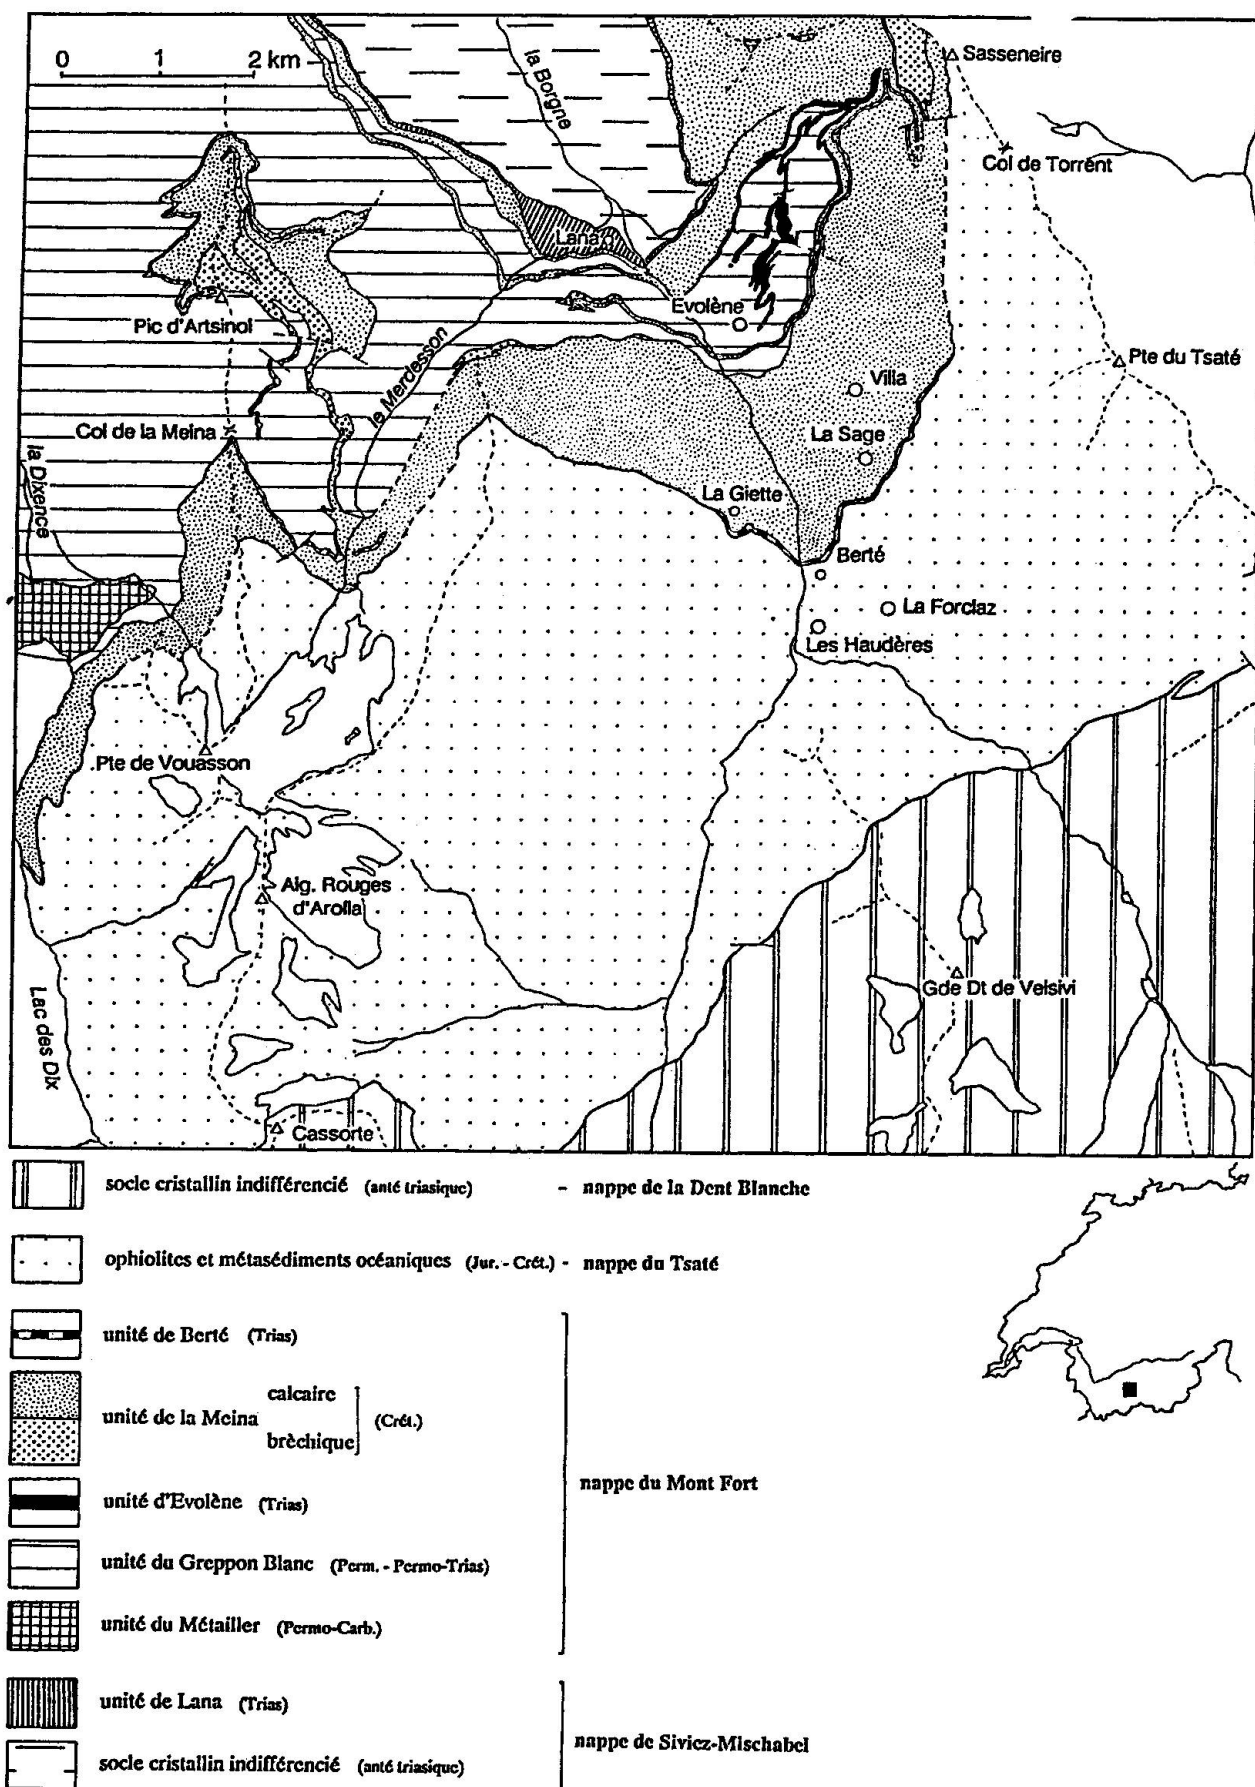 0 1 2 km
la Borgne
Sasseneire
Col de Torrent
Lana
Evolène
Pic d'Artsinol
Pte du Tsaté
le Merdesson
Villa
Col de la Meina
La Sage
la Dixence
La Giette
Berté
La Forclaz
Les Haudères
Pte de Vouasson
Aig. Rouges
d'Arolla
Gde Dt de Veisivi
Lac des Dix
Cassorte
socle cristallin indifférencié (anté triasique) - nappe de la Dent Blanche
ophiolites et métasédiments océaniques (Jur. - Crét.) - nappe du Tsaté
unité de Berté (Trias)
calcaire
unité de la Meina (Crét.)
brèchique
unité d'Evolène (Trias)
nappe du Mont Fort
unité du Greppon Blanc (Perm. - Permo-Trias)
unité du Métailler (Permo-Carb.)
unité de Lana (Trias)
nappe de Siviez-Mischabel
socle cristallin indifférencié (anté triasique)